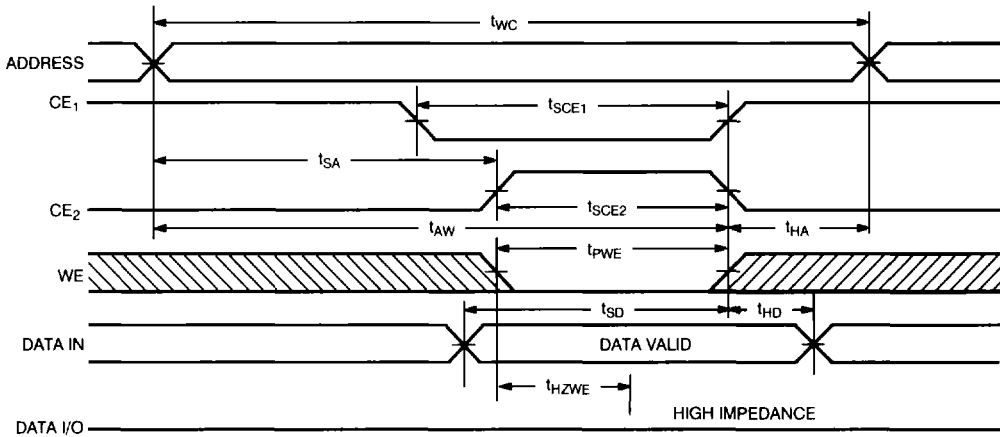 tWC
ADDRESS
CE1
tSCE1
tSA
CE2
tSCE2
tAW
tHA
tPWE
WE
tSD
tHD
DATA IN
DATA VALID
tHZWE
HIGH IMPEDANCE
DATA I/O